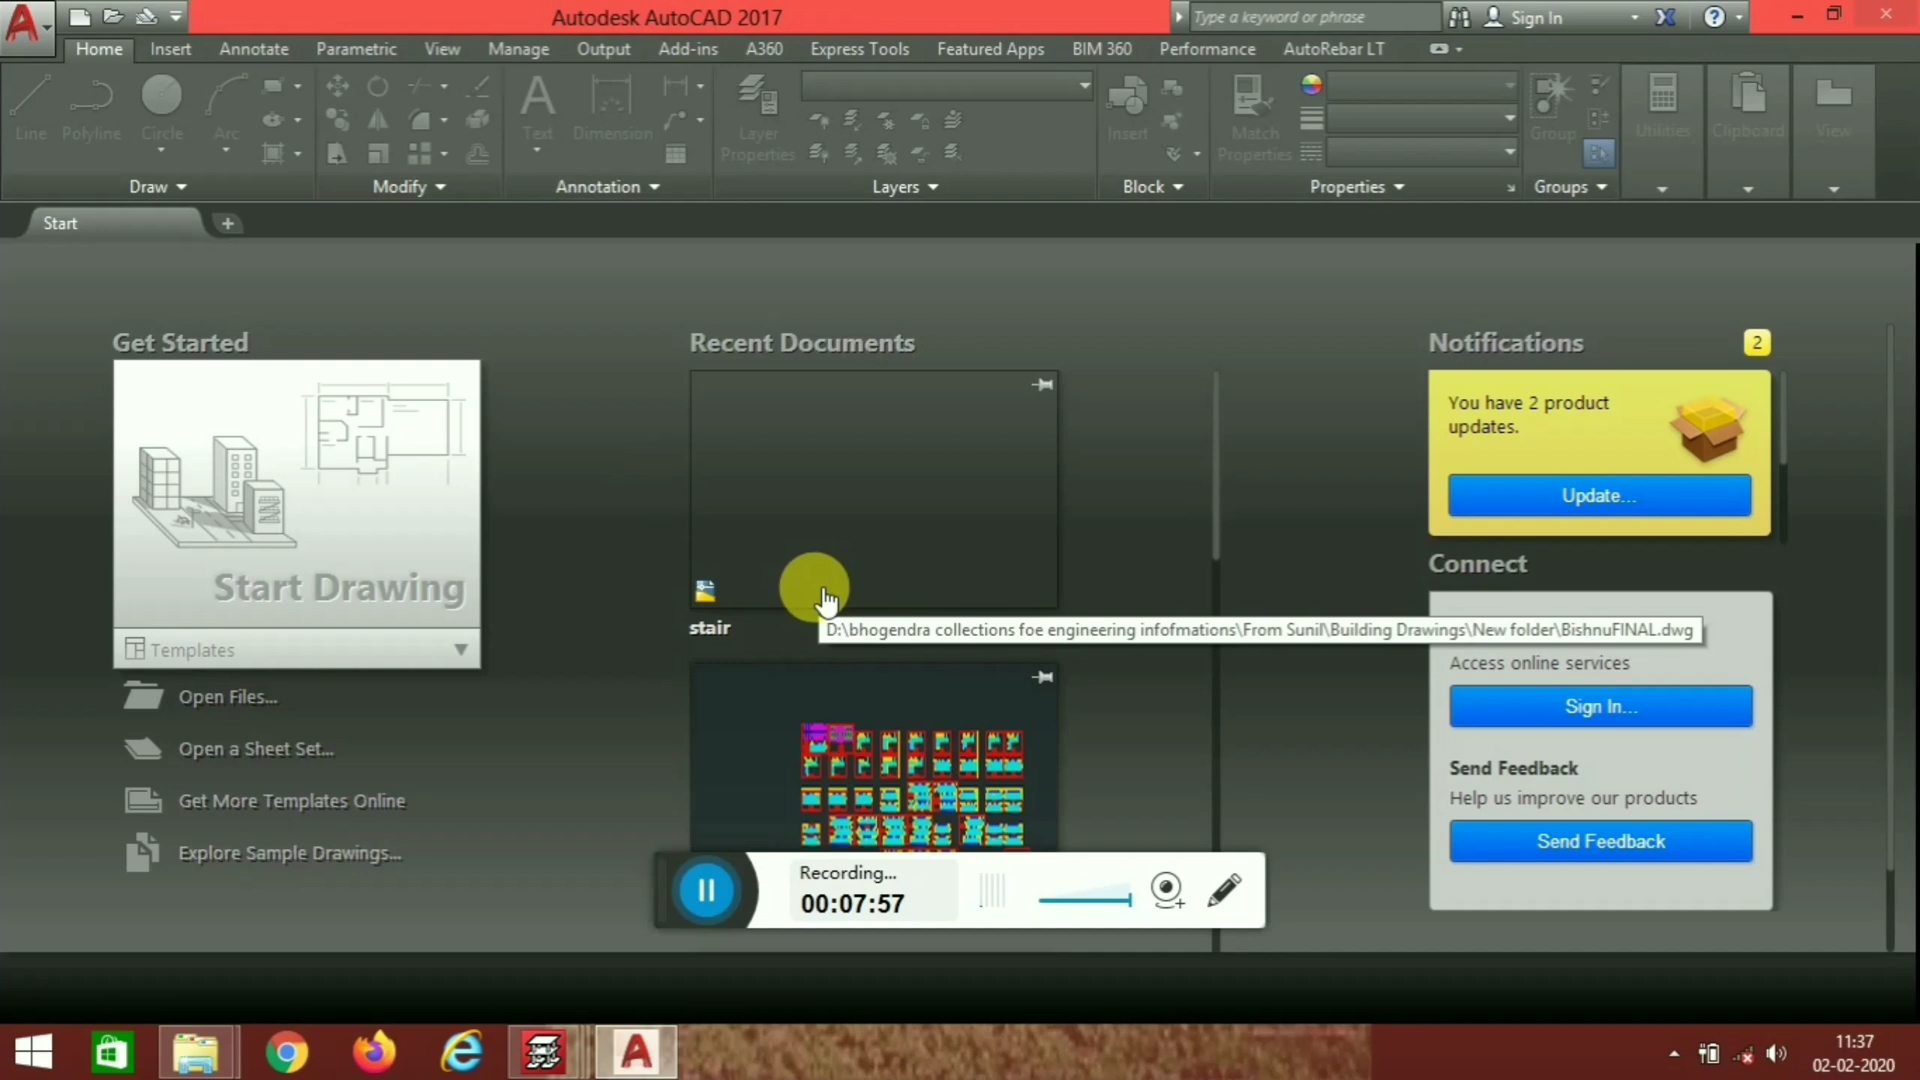 Autodesk AutoCAD 2017
Type a keyword or phrase
Sign In
Home
Insert
Annotate
Parametric
View
Manage
Output
Add-ins
A360
Express Tools
Featured Apps
BIM 360
Performance
AutoRebar LT
Line
Polyline
Circle
Arc
Text
Dimension
Layer
Properties
Insert
Match
Properties
Group
Utilities
Clipboard
View
Draw
Modify
Annotation
Layers
Block
Properties
Groups
Start
Get Started
Start Drawing
Templates
Open Files...
Open a Sheet Set...
Get More Templates Online
Explore Sample Drawings...
Recent Documents
stair
D:\bhogendra collections foe engineering infofmations\From Sunil\Building Drawings\New folder\BishnuFINAL.dwg
Notifications
2
You have 2 product
updates.
Update...
Connect
Access online services
Sign In...
Send Feedback
Help us improve our products
Send Feedback
Recording...
00:07:57
11:37
02-02-2020